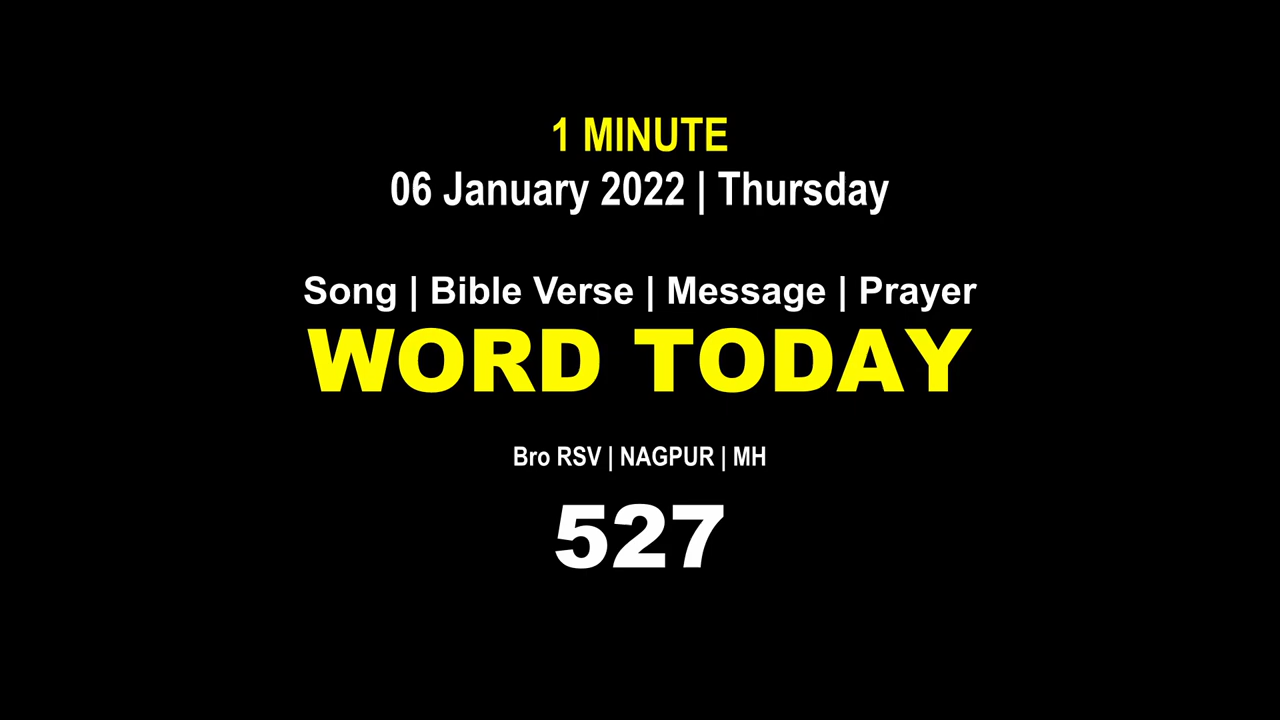 1 MINUTE
06 January 2022 | Thursday
Song | Bible Verse | Message | Prayer
WORD TODAY
Bro RSV | NAGPUR | MH
527